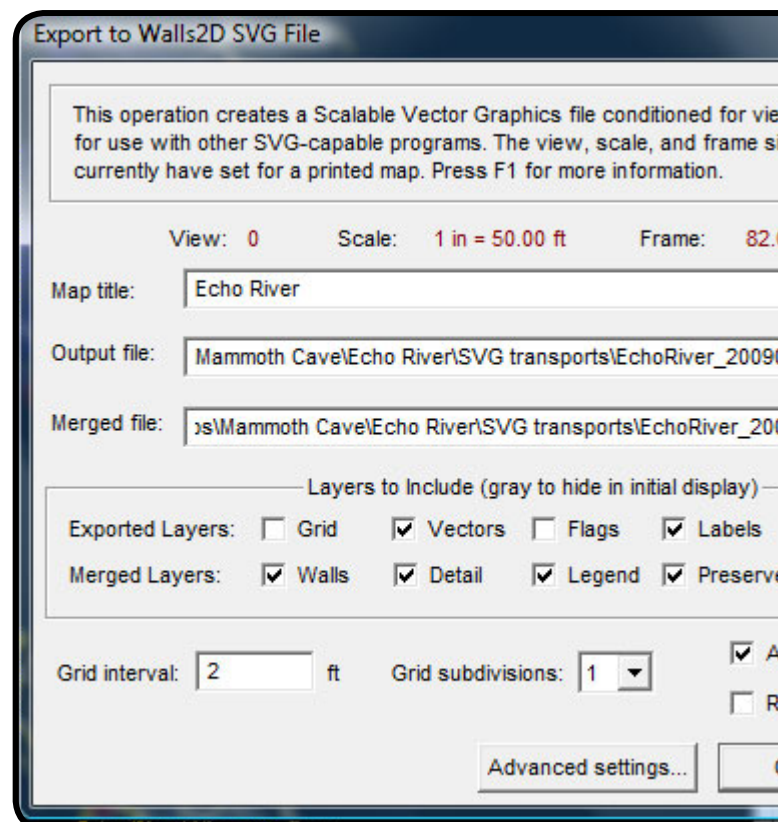 Export to Walls2D SVG File
This operation creates a Scalable Vector Graphics file conditioned for vie
for use with other SVG-capable programs. The view, scale, and frame si
currently have set for a printed map. Press F1 for more information.
View: 0 Scale: 1 in = 50.00 ft Frame: 82.
Map title: Echo River
Output file: Mammoth Cave\Echo River\SVG transports\EchoRiver_2009
Merged file: os\Mammoth Cave\Echo River\SVG transports\EchoRiver_20
Layers to Include (gray to hide in initial display)
Exported Layers: Grid Vectors Flags Labels
Merged Layers: Walls Detail Legend Preserve
Grid interval: 2 ft Grid subdivisions: 1 A
R
Advanced settings...